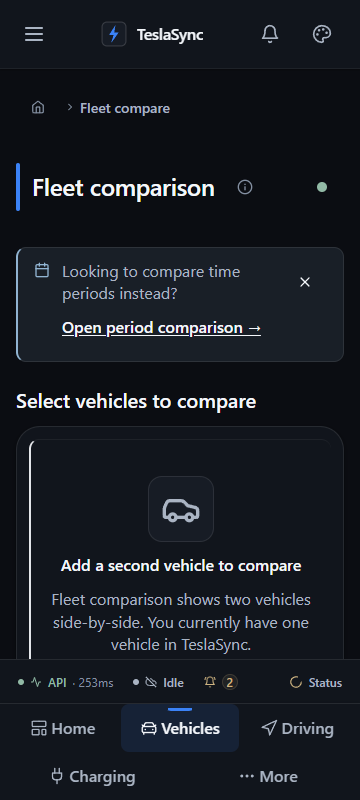 TeslaSync
Fleet compare
Fleet comparison
Looking to compare time
periods instead?
Open period comparison →
Select vehicles to compare
Add a second vehicle to compare
Fleet comparison shows two vehicles
side-by-side. You currently have one
vehicle in TeslaSync.
API · 253ms Idle 2 Status
Home Vehicles Driving
Charging More